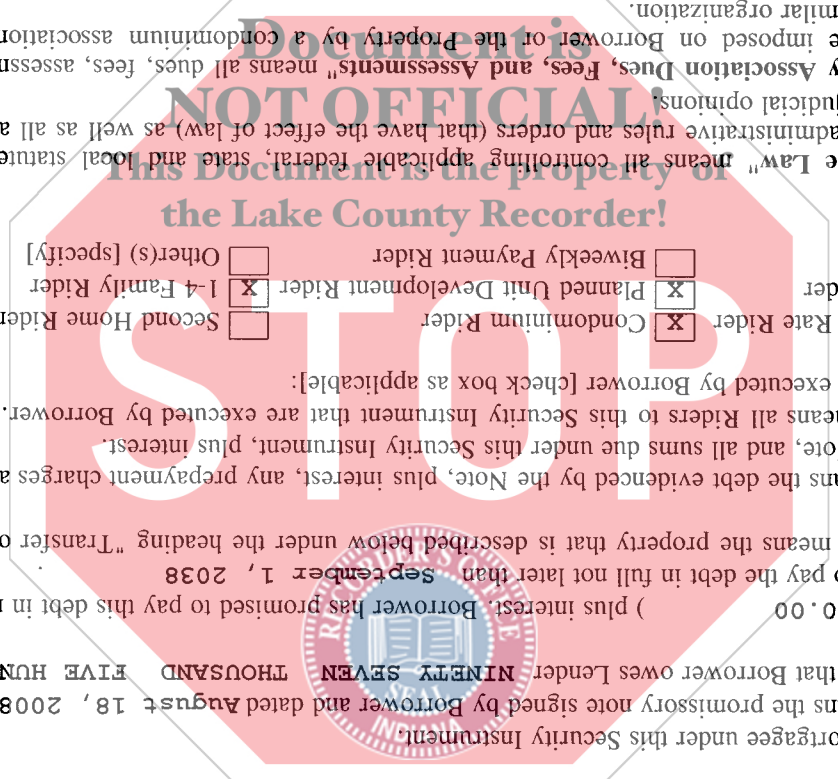 ortgagee under this Security Instrument.
ns the promissory note signed by Borrower and dated August 18, 2008
that Borrower owes Lender NINETY SEVEN THOUSAND FIVE HUN
0.00 ) plus interest. Borrower has promised to pay this debt in
o pay the debt in full not later than September 1, 2038 .
means the property that is described below under the heading "Transfer o
ans the debt evidenced by the Note, plus interest, any prepayment charges a
ote, and all sums due under this Security Instrument, plus interest.
eans all Riders to this Security Instrument that are executed by Borrower.
executed by Borrower [check box as applicable]:
Rate Rider X Condominium Rider Second Home Rider
der X Planned Unit Development Rider X 1-4 Family Rider
Biweekly Payment Rider Other(s) [specify]
e Law" means all controlling applicable federal, state and local statute
administrative rules and orders (that have the effect of law) as well as all a
judicial opinions.
y Association Dues, Fees, and Assessments" means all dues, fees, assessm
e imposed on Borrower or the Property by a condominium association
milar organization.
Document is
NOT OFFICIAL!
This Document is the property of
the Lake County Recorder!
STOP
RECORDER'S OFFICE
SEAL
INDIANA